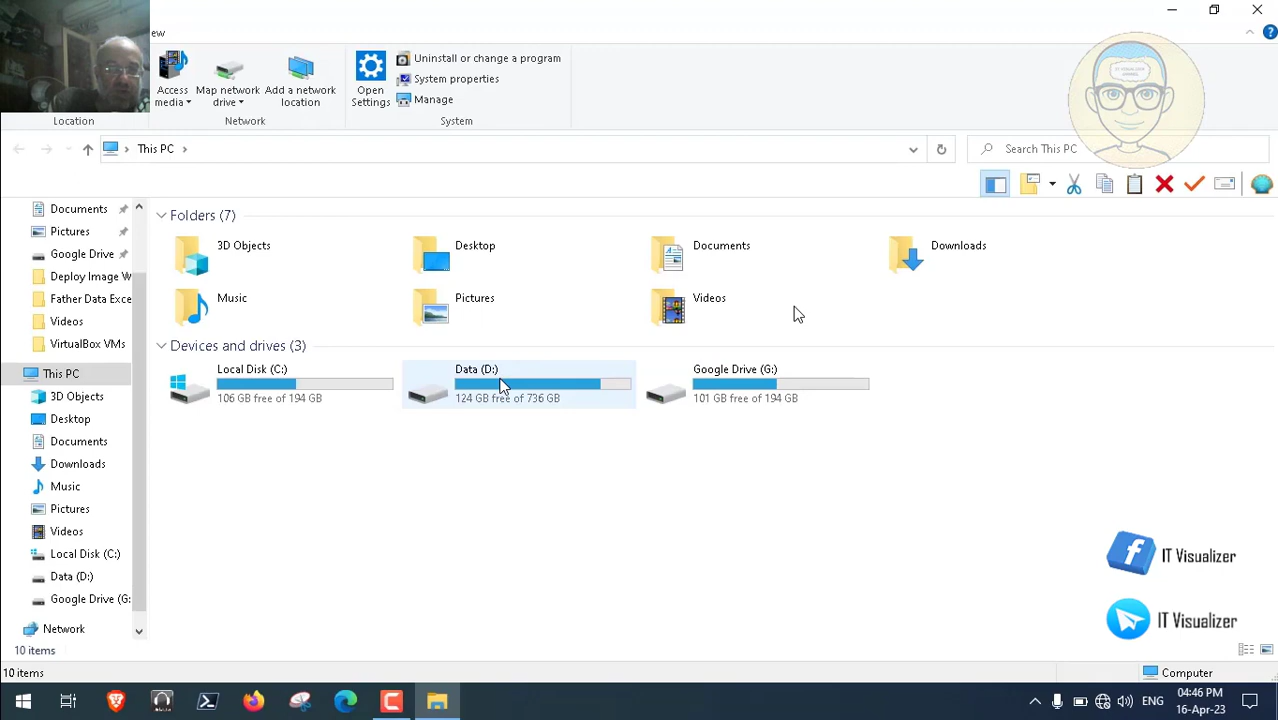 ew
Access media
Map network drive
Add a network location
Open Settings
Uninstall or change a program
System properties
Manage
Location
Network
System
IT VISUALIZER
CHANNEL
This PC
Search This PC
Documents
Pictures
Google Drive
Deploy Image W
Father Data Exce
Videos
VirtualBox VMs
This PC
3D Objects
Desktop
Documents
Downloads
Music
Pictures
Videos
Local Disk (C:)
Data (D:)
Google Drive (G:
Network
Folders (7)
3D Objects
Desktop
Documents
Downloads
Music
Pictures
Videos
Devices and drives (3)
Local Disk (C:)
106 GB free of 194 GB
Data (D:)
124 GB free of 736 GB
Google Drive (G:)
101 GB free of 194 GB
IT Visualizer
IT Visualizer
10 items
10 items
Computer
ENG
04:46 PM
16-Apr-23